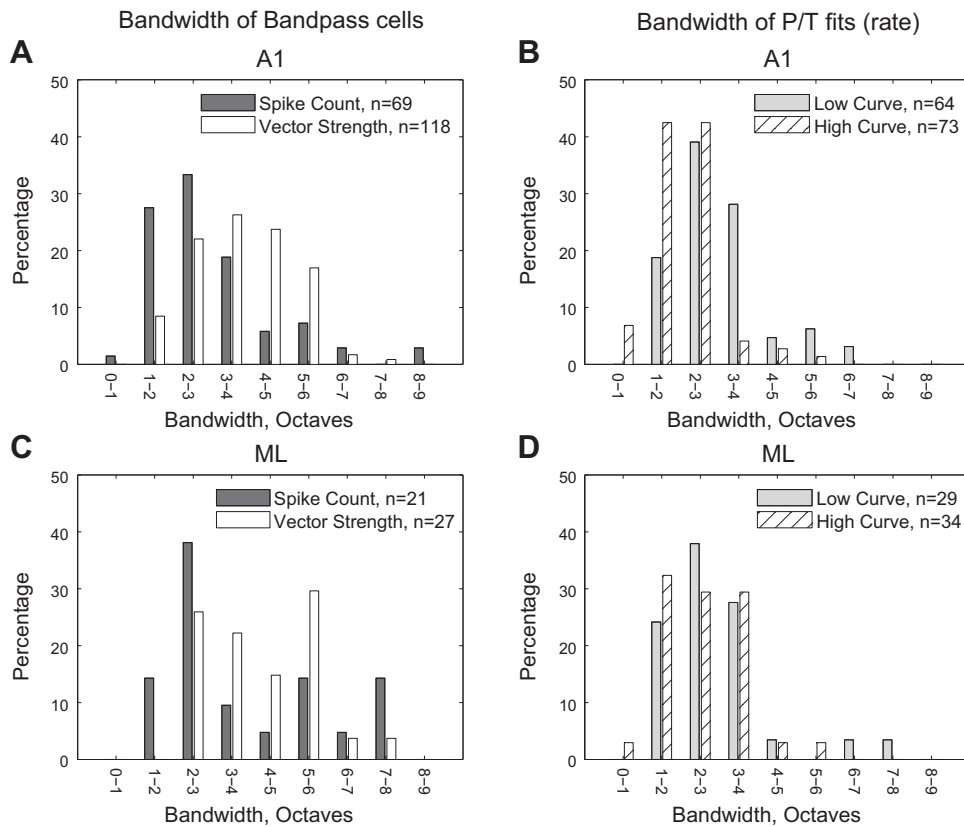 Bandwidth of Bandpass cells
Bandwidth of P/T fits (rate)
A
A1
50
40
30
20
10
0
Percentage
Spike Count, n=69
Vector Strength, n=118
0-1
1-2
2-3
3-4
4-5
5-6
6-7
7-8
8-9
Bandwidth, Octaves
B
A1
50
40
30
20
10
0
Percentage
Low Curve, n=64
High Curve, n=73
0-1
1-2
2-3
3-4
4-5
5-6
6-7
7-8
8-9
Bandwidth, Octaves
C
ML
50
40
30
20
10
0
Percentage
Spike Count, n=21
Vector Strength, n=27
0-1
1-2
2-3
3-4
4-5
5-6
6-7
7-8
8-9
Bandwidth, Octaves
D
ML
50
40
30
20
10
0
Percentage
Low Curve, n=29
High Curve, n=34
0-1
1-2
2-3
3-4
4-5
5-6
6-7
7-8
8-9
Bandwidth, Octaves